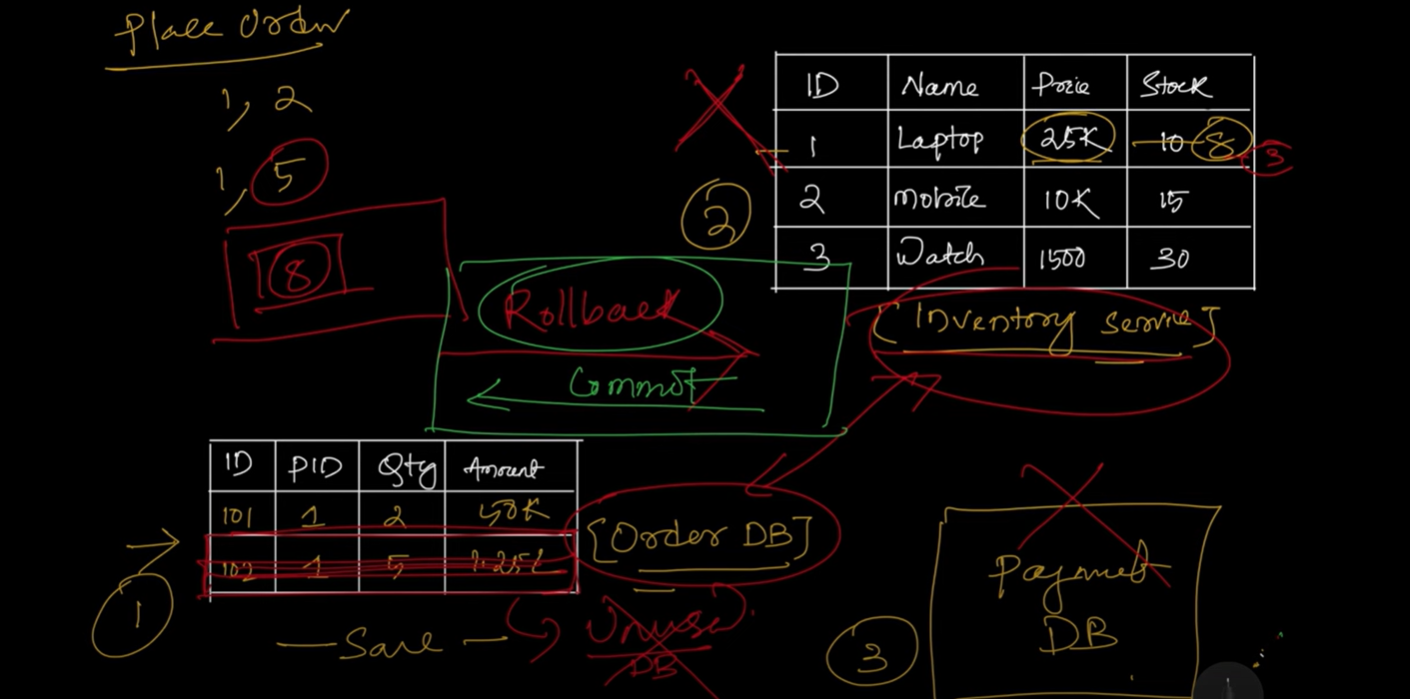 Place Order
1, 2
1, 5
8
ID Name Price Stock
1 Laptop 25K 10 8 3
2 Mobile 10K 15
3 Watch 1500 30
2
Rollback
[Inventory Service]
Commit
ID PID Qty Amount
101 1 2 50K
102 1 5 1.25L
[Order DB]
1
Save
DB
Payment
DB
3